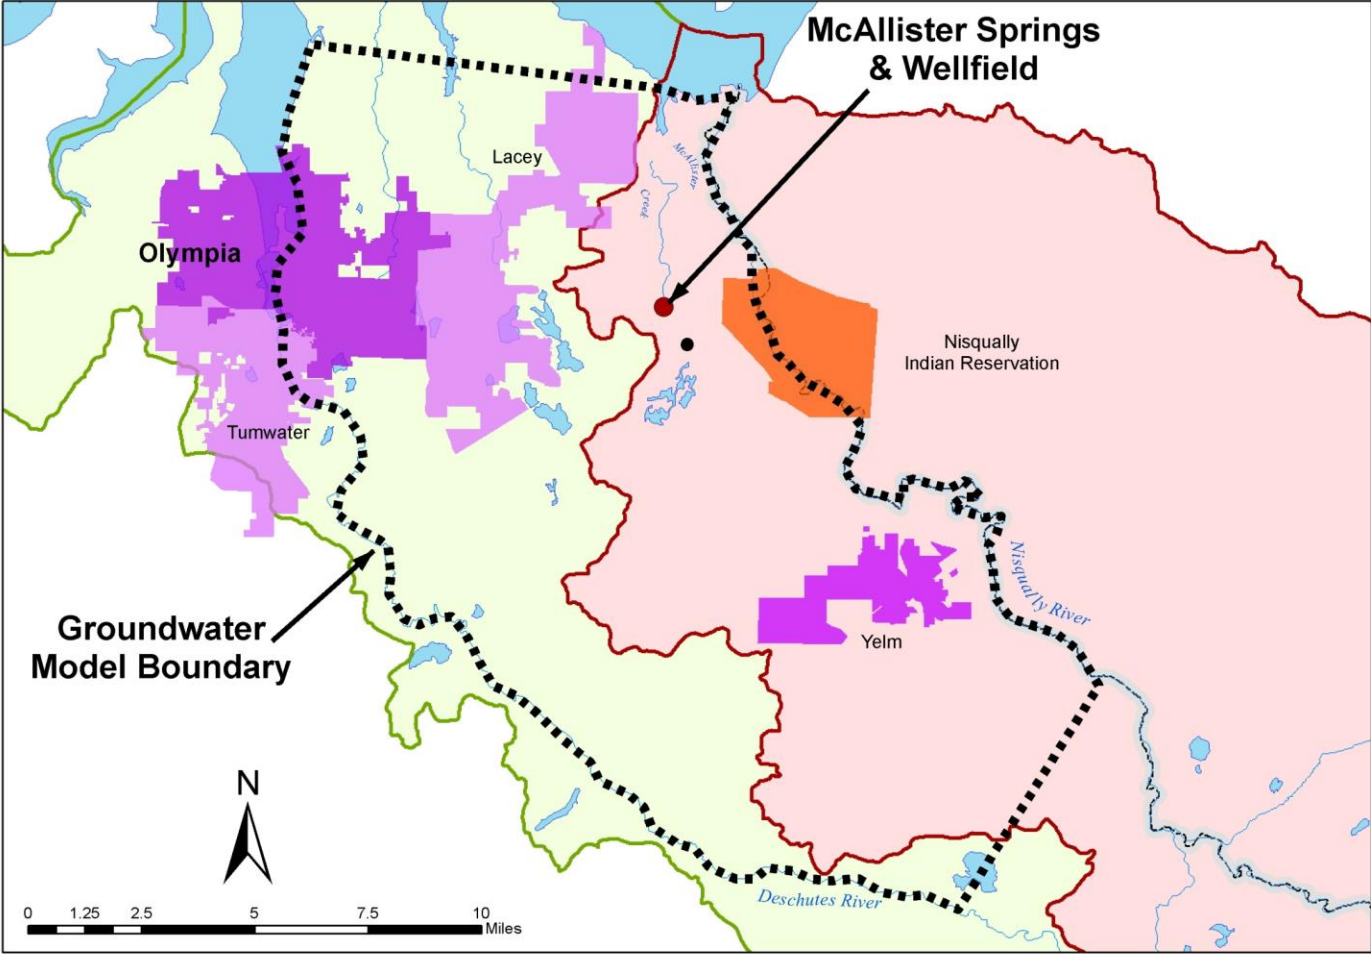 McAllister Springs
& Wellfield
Lacey
McAllister
Creek
Olympia
Nisqually
Indian Reservation
Tumwater
Nisqually River
Groundwater
Model Boundary
Yelm
N
Deschutes River
0 1.25 2.5 5 7.5 10
Miles